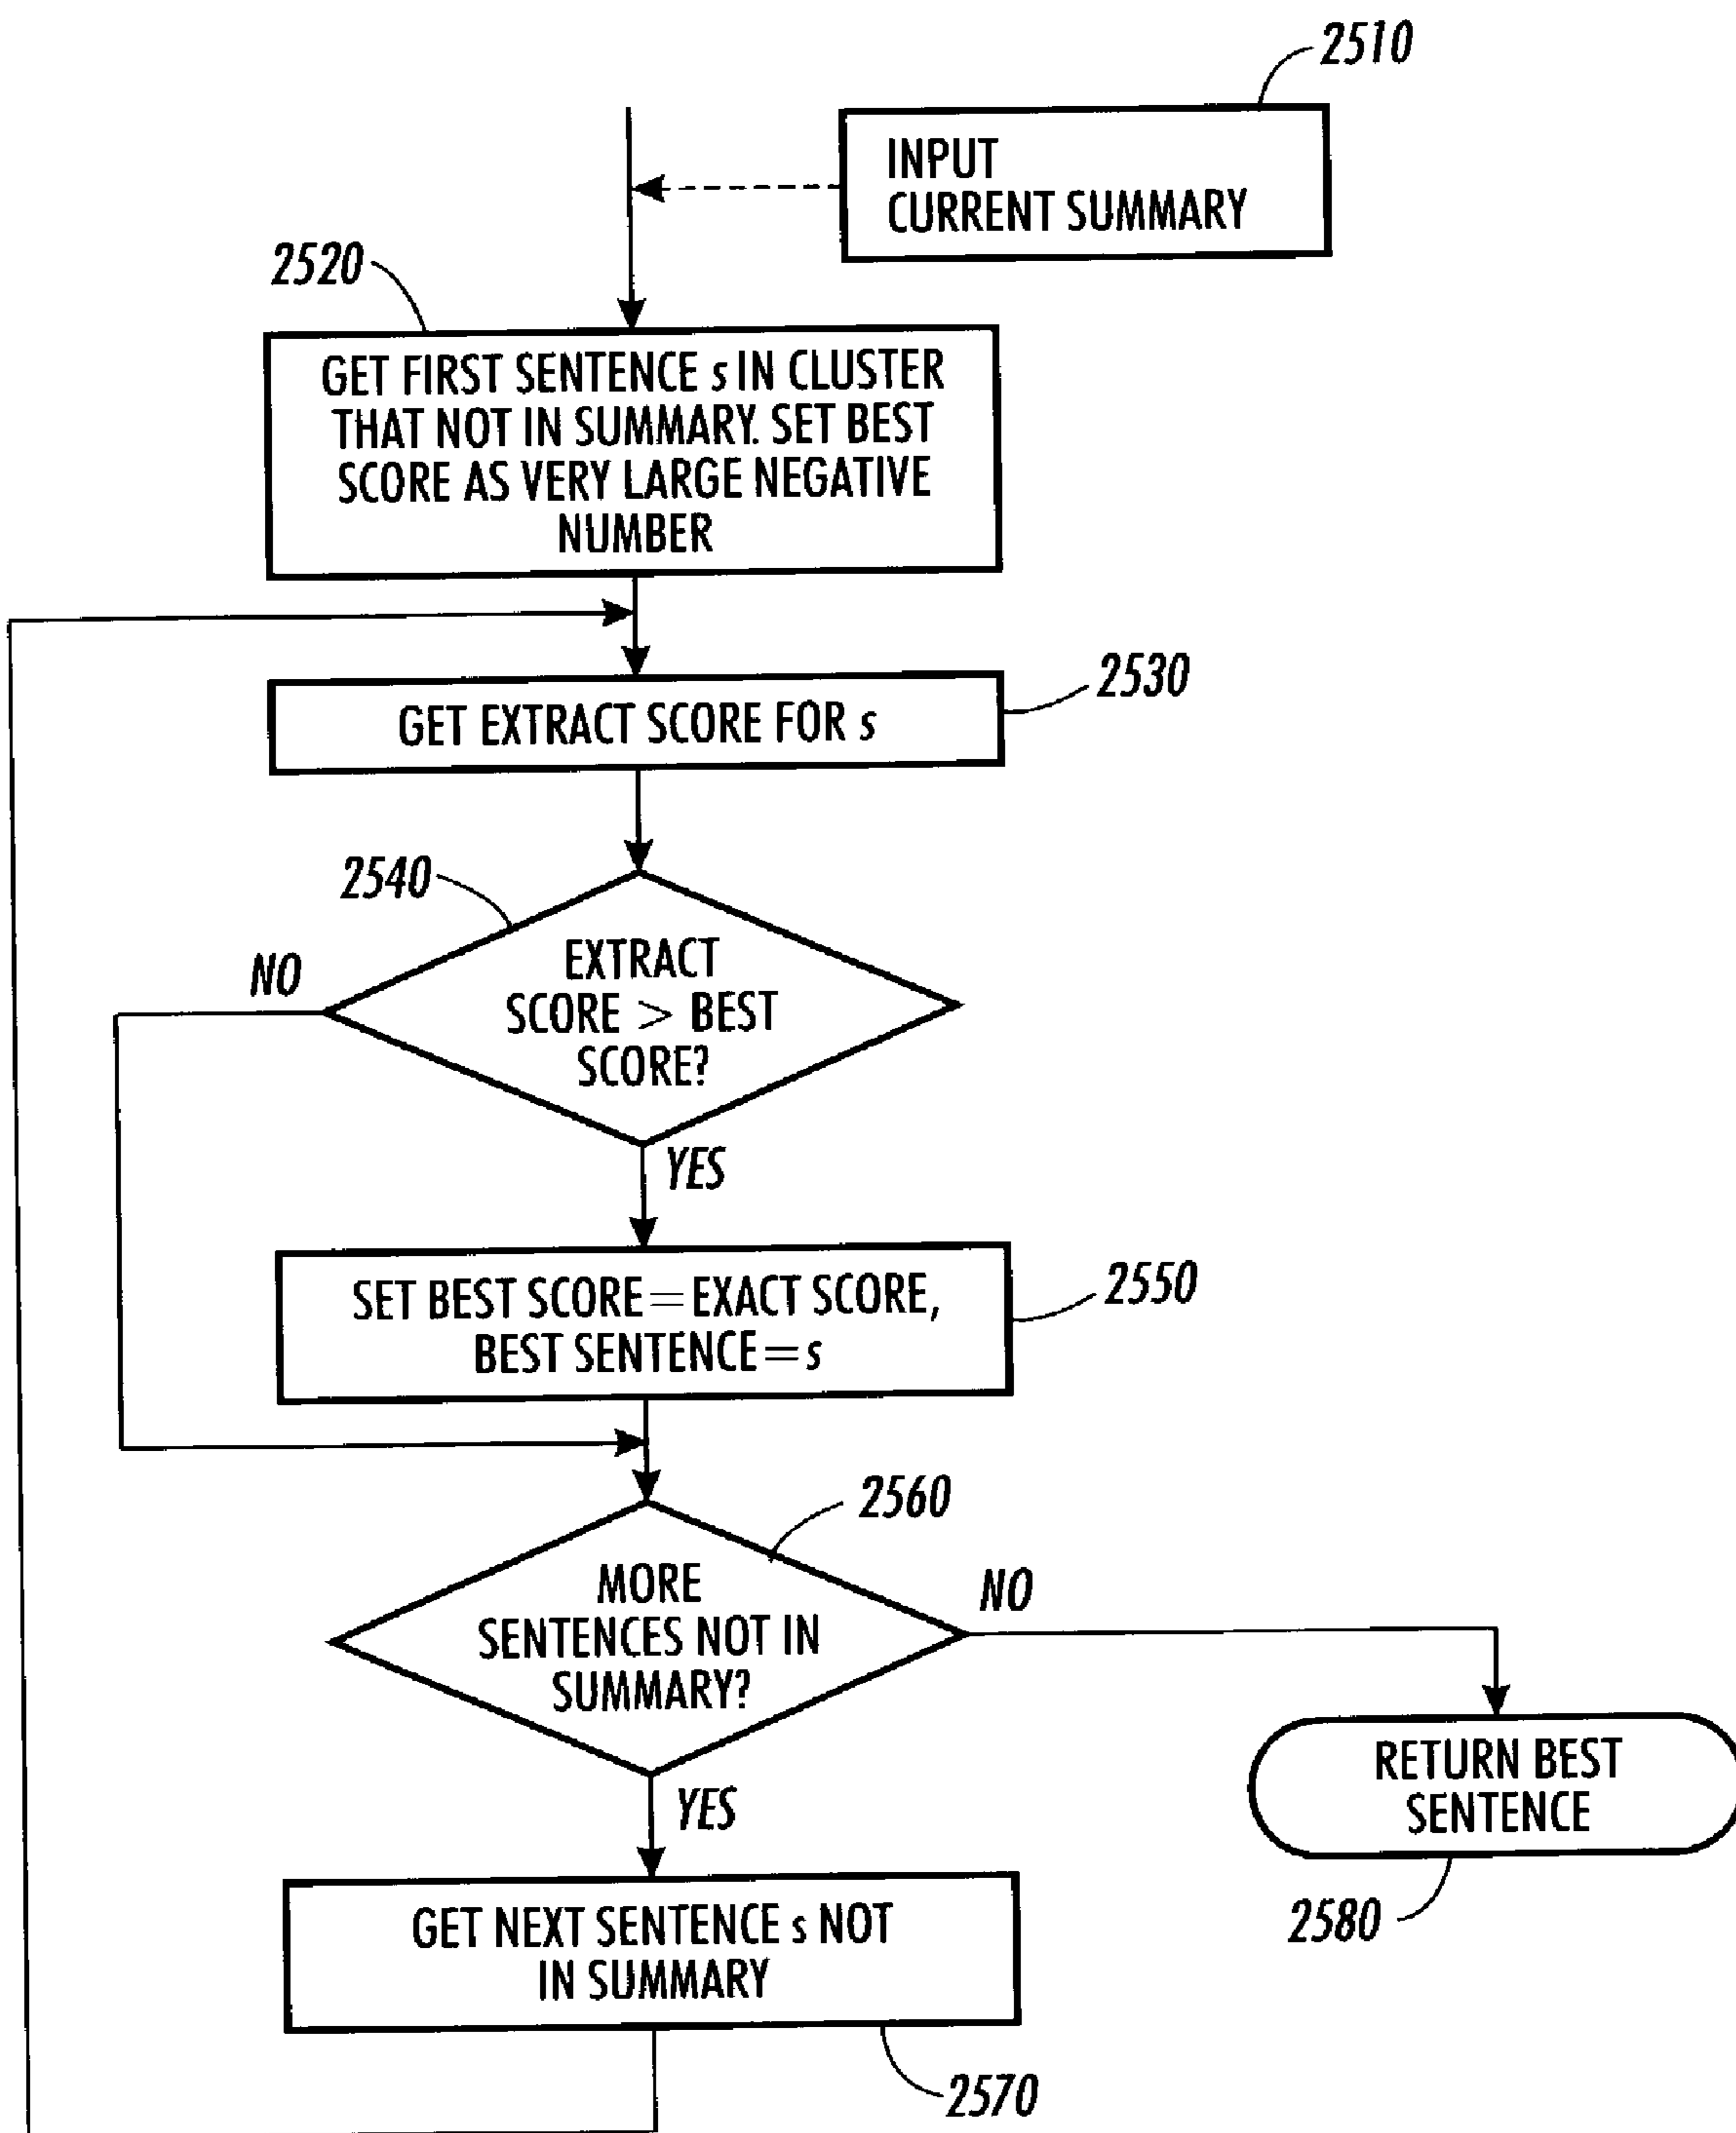 2510
INPUT
CURRENT SUMMARY
2520
GET FIRST SENTENCE s IN CLUSTER
THAT NOT IN SUMMARY. SET BEST
SCORE AS VERY LARGE NEGATIVE
NUMBER
2530
GET EXTRACT SCORE FOR s
2540
NO
EXTRACT
SCORE > BEST
SCORE?
YES
2550
SET BEST SCORE=EXACT SCORE,
BEST SENTENCE=s
2560
MORE
SENTENCES NOT IN
SUMMARY?
NO
YES
RETURN BEST
SENTENCE
2580
GET NEXT SENTENCE s NOT
IN SUMMARY
2570